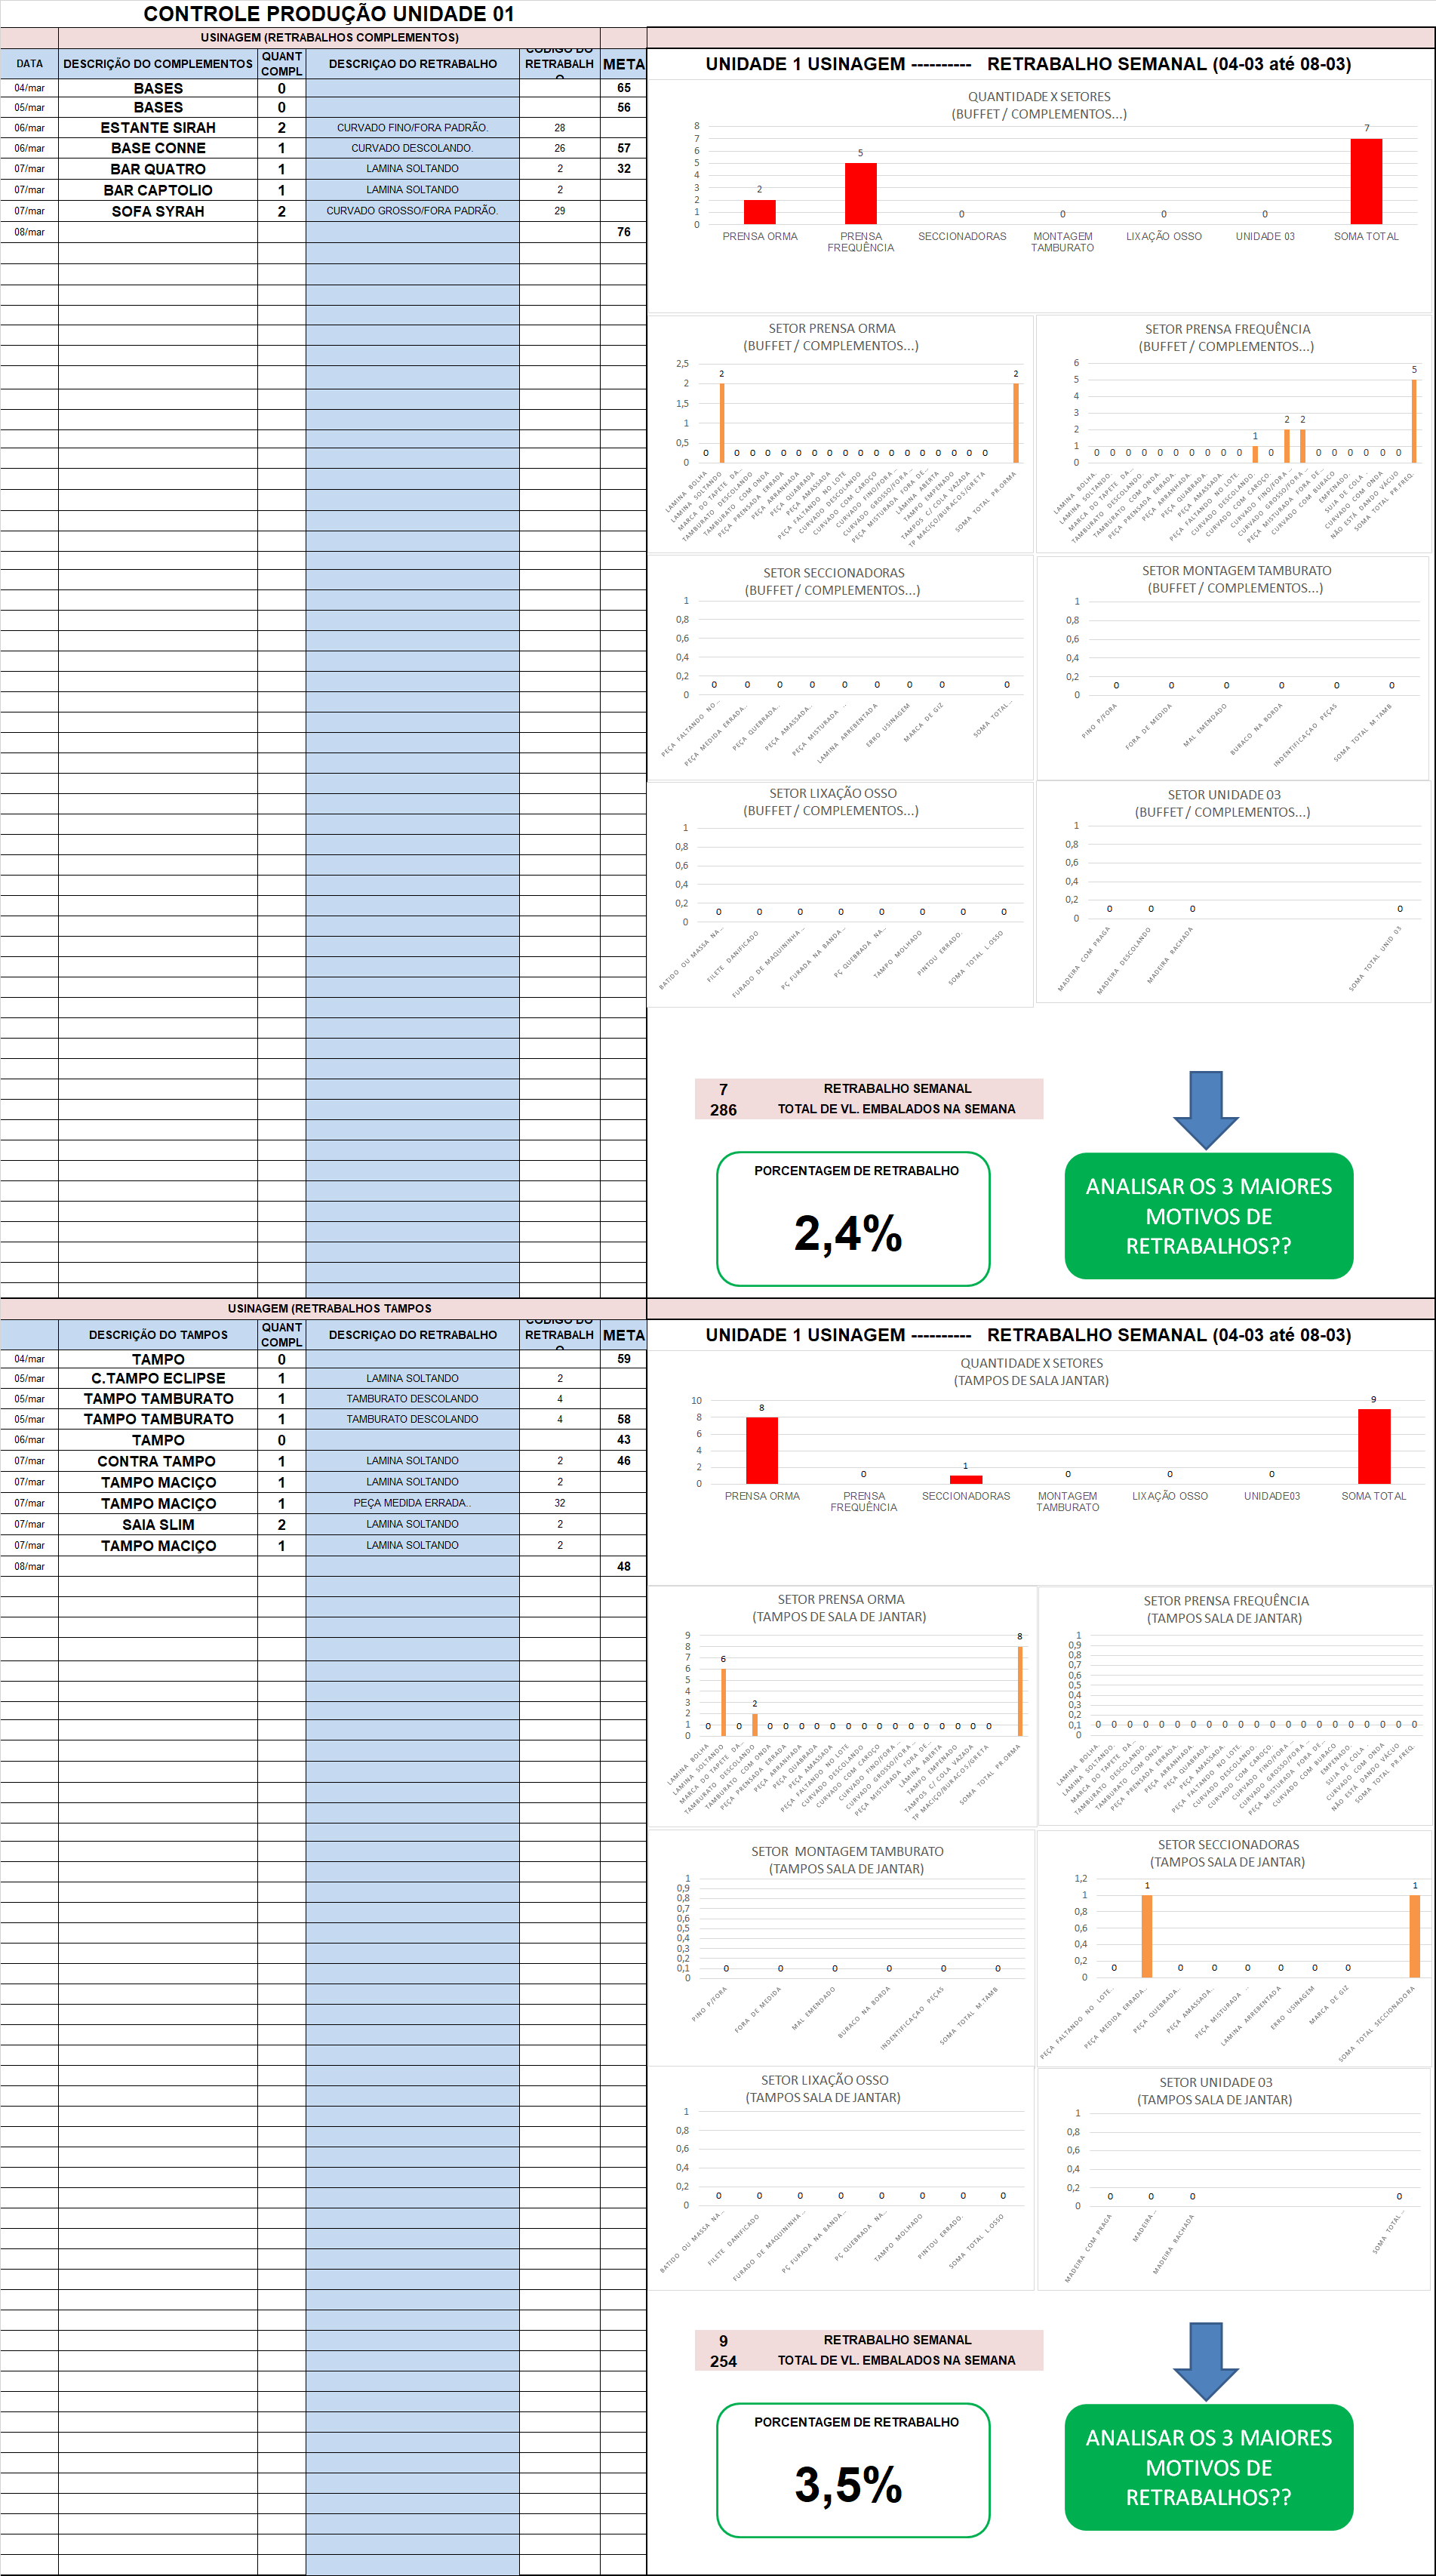 CONTROLE PRODUÇÃO UNIDADE 01
USINAGEM (RETRABALHOS COMPLEMENTOS)
DATA DESCRIÇÃO DO COMPLEMENTOS QUANT COMPL DESCRIÇAO DO RETRABALHO CODIGO DO RETRABALHO META
04/mar BASES 0 65
05/mar BASES 0 56
06/mar ESTANTE SIRAH 2 CURVADO FINO/FORA PADRÃO. 28
06/mar BASE CONNE 1 CURVADO DESCOLANDO. 26 57
07/mar BAR QUATRO 1 LAMINA SOLTANDO 2 32
07/mar BAR CAPTOLIO 1 LAMINA SOLTANDO 2
07/mar SOFA SYRAH 2 CURVADO GROSSO/FORA PADRÃO. 29
08/mar 76
UNIDADE 1 USINAGEM ---------- RETRABALHO SEMANAL (04-03 até 08-03)
QUANTIDADE X SETORES
(BUFFET / COMPLEMENTOS...)
8
7
6
5
4
3
2
1
0
2 5 0 0 0 0 7
PRENSA ORMA PRENSA FREQUÊNCIA SECCIONADORAS MONTAGEM TAMBURATO LIXAÇÃO OSSO UNIDADE 03 SOMA TOTAL
SETOR PRENSA ORMA
(BUFFET / COMPLEMENTOS...)
2,5
2
1,5
1
0,5
0
0 2 0 0 0 0 0 0 0 0 0 0 0 0 0 0 0 0 2
LAMINA BOLHA
LAMINA SOLTANDO
MARCA DO TAPETE DA...
TAMBURATO DESCOLANDO
TAMBURATO COM ONDA
PEÇA PRENSADA ERRADA
PEÇA ARRANHADA
PEÇA QUABRADA
PEÇA AMASSADA
PEÇA FALTANDO NO LOTE
CURVADO DESCOLANDO
CURVADO COM CAROÇO
CURVADO FINO/FORA...
CURVADO GROSSO/FORA...
PEÇA MISTURADA FORA DE...
LÂMINA ABERTA
TAMPO EMPENADO
TAMPOS C/ COLA VAZADA
TP MACIÇO/BURACOS/GRETA
SOMA TOTAL PR.ORMA
SETOR PRENSA FREQUÊNCIA
(BUFFET / COMPLEMENTOS...)
6
5
4
3
2
1
0
0 0 0 0 0 0 0 0 0 0 1 0 2 2 0 0 0 0 0 0 5
LAMINA BOLHA.
LAMINA SOLTANDO.
MARCA DO TAPETE DA...
TAMBURATO DESCOLANDO.
TAMBURATO COM ONDA.
PEÇA PRENSADA ERRADA.
PEÇA ARRANHADA.
PEÇA QUABRADA.
PEÇA AMASSADA.
PEÇA FALTANDO NO LOTE.
CURVADO DESCOLANDO.
CURVADO COM CAROÇO.
CURVADO FINO/FORA...
CURVADO GROSSO/FORA...
PEÇA MISTURADA FORA DE...
CURVADO COM BURACO
EMPENADO.
SUJA DE COLA .
CURVADO COM ONDA
NÃO ESTÁ DANDO VÁCUO
SOMA TOTAL PR.FREQ.
SETOR SECCIONADORAS
(BUFFET / COMPLEMENTOS...)
1
0,8
0,6
0,4
0,2
0
0 0 0 0 0 0 0 0 0
PEÇA FALTANDO NO...
PEÇA MEDIDA ERRADA..
PEÇA QUEBRADA..
PEÇA AMASSADA..
PEÇA MISTURADA ...
LAMINA ARREBENTADA
ERRO USINAGEM
MARCA DE GIZ
SOMA TOTAL...
SETOR MONTAGEM TAMBURATO
(BUFFET / COMPLEMENTOS...)
1
0,8
0,6
0,4
0,2
0
0 0 0 0 0 0
PINO P/FORA
FORA DE MEDIDA
MAL EMENDADO
BURACO NA BORDA
INDENTIFICAÇAO PEÇAS
SOMA TOTAL M.TAMB
SETOR LIXAÇÃO OSSO
(BUFFET / COMPLEMENTOS...)
1
0,8
0,6
0,4
0,2
0
0 0 0 0 0 0 0 0
BATIDO OU MASSA NA...
FILETE DANIFICADO
FURADO DE MAQUININHA...
PÇ FURADA NA BANDA...
PÇ QUEBRADA NA...
TAMPO MOLHADO
PINTOU ERRADO.
SOMA TOTAL L.OSSO
SETOR UNIDADE 03
(BUFFET / COMPLEMENTOS...)
1
0,8
0,6
0,4
0,2
0
0 0 0 0
MADEIRA COM PRAGA
MADEIRA DESCOLANDO
MADEIRA RACHADA
SOMA TOTAL UNID 03
7 RETRABALHO SEMANAL
286 TOTAL DE VL. EMBALADOS NA SEMANA
PORCENTAGEM DE RETRABALHO
2,4%
ANALISAR OS 3 MAIORES
MOTIVOS DE
RETRABALHOS??
USINAGEM (RETRABALHOS TAMPOS
DESCRIÇÃO DO TAMPOS QUANT COMPL DESCRIÇAO DO RETRABALHO CODIGO DO RETRABALHO META
04/mar TAMPO 0 59
05/mar C.TAMPO ECLIPSE 1 LAMINA SOLTANDO 2
05/mar TAMPO TAMBURATO 1 TAMBURATO DESCOLANDO 4
05/mar TAMPO TAMBURATO 1 TAMBURATO DESCOLANDO 4 58
06/mar TAMPO 0 43
07/mar CONTRA TAMPO 1 LAMINA SOLTANDO 2 46
07/mar TAMPO MACIÇO 1 LAMINA SOLTANDO 2
07/mar TAMPO MACIÇO 1 PEÇA MEDIDA ERRADA.. 32
07/mar SAIA SLIM 2 LAMINA SOLTANDO 2
07/mar TAMPO MACIÇO 1 LAMINA SOLTANDO 2
08/mar 48
UNIDADE 1 USINAGEM ---------- RETRABALHO SEMANAL (04-03 até 08-03)
QUANTIDADE X SETORES
(TAMPOS DE SALA JANTAR)
10
8
6
4
2
0
8 0 1 0 0 0 9
PRENSA ORMA PRENSA FREQUÊNCIA SECCIONADORAS MONTAGEM TAMBURATO LIXAÇÃO OSSO UNIDADE03 SOMA TOTAL
SETOR PRENSA ORMA
(TAMPOS DE SALA DE JANTAR)
9
8
7
6
5
4
3
2
1
0
0 6 0 2 0 0 0 0 0 0 0 0 0 0 0 0 0 0 0 8
LAMINA BOLHA
LAMINA SOLTANDO
MARCA DO TAPETE DA...
TAMBURATO DESCOLANDO
TAMBURATO COM ONDA
PEÇA PRENSADA ERRADA
PEÇA ARRANHADA
PEÇA QUABRADA
PEÇA AMASSADA
PEÇA FALTANDO NO LOTE
CURVADO DESCOLANDO
CURVADO COM CAROÇO
CURVADO FINO/FORA...
CURVADO GROSSO/FORA...
PEÇA MISTURADA FORA DE...
LÂMINA ABERTA
TAMPO EMPENADO
TAMPOS C/ COLA VAZADA
TP MACIÇO/BURACOS/GRETA
SOMA TOTAL PR.ORMA
SETOR PRENSA FREQUÊNCIA
(TAMPOS SALA DE JANTAR)
1
0,9
0,8
0,7
0,6
0,5
0,4
0,3
0,2
0,1
0
0 0 0 0 0 0 0 0 0 0 0 0 0 0 0 0 0 0 0 0 0
LAMINA BOLHA.
LAMINA SOLTANDO.
MARCA DO TAPETE DA...
TAMBURATO DESCOLANDO.
TAMBURATO COM ONDA.
PEÇA PRENSADA ERRADA.
PEÇA ARRANHADA.
PEÇA QUABRADA.
PEÇA AMASSADA.
PEÇA FALTANDO NO LOTE.
CURVADO DESCOLANDO.
CURVADO COM CAROÇO.
CURVADO FINO/FORA...
CURVADO GROSSO/FORA...
PEÇA MISTURADA FORA DE...
CURVADO COM BURACO
EMPENADO.
SUJA DE COLA .
CURVADO COM ONDA
NÃO ESTÁ DANDO VÁCUO
SOMA TOTAL PR.FREQ.
SETOR MONTAGEM TAMBURATO
(TAMPOS SALA DE JANTAR)
1
0,9
0,8
0,7
0,6
0,5
0,4
0,3
0,2
0,1
0
0 0 0 0 0 0
PINO P/FORA
FORA DE MEDIDA
MAL EMENDADO
BURACO NA BORDA
INDENTIFICAÇAO PEÇAS
SOMA TOTAL M.TAMB
SETOR SECCIONADORAS
(TAMPOS SALA DE JANTAR)
1,2
1
0,8
0,6
0,4
0,2
0
0 1 0 0 0 0 0 0 1
PEÇA FALTANDO NO LOTE..
PEÇA MEDIDA ERRADA..
PEÇA QUEBRADA..
PEÇA AMASSADA..
PEÇA MISTURADA ...
LAMINA ARREBENTADA
ERRO USINAGEM
MARCA DE GIZ
SOMA TOTAL SECCIONADORA
SETOR LIXAÇÃO OSSO
(TAMPOS SALA DE JANTAR)
1
0,8
0,6
0,4
0,2
0
0 0 0 0 0 0 0 0
BATIDO OU MASSA NA...
FILETE DANIFICADO
FURADO DE MAQUININHA...
PÇ FURADA NA BANDA...
PÇ QUEBRADA NA...
TAMPO MOLHADO
PINTOU ERRADO.
SOMA TOTAL L.OSSO
SETOR UNIDADE 03
(TAMPOS SALA DE JANTAR)
1
0,8
0,6
0,4
0,2
0
0 0 0 0
MADEIRA COM PRAGA
MADEIRA...
MADEIRA RACHADA
SOMA TOTAL...
9 RETRABALHO SEMANAL
254 TOTAL DE VL. EMBALADOS NA SEMANA
PORCENTAGEM DE RETRABALHO
3,5%
ANALISAR OS 3 MAIORES
MOTIVOS DE
RETRABALHOS??